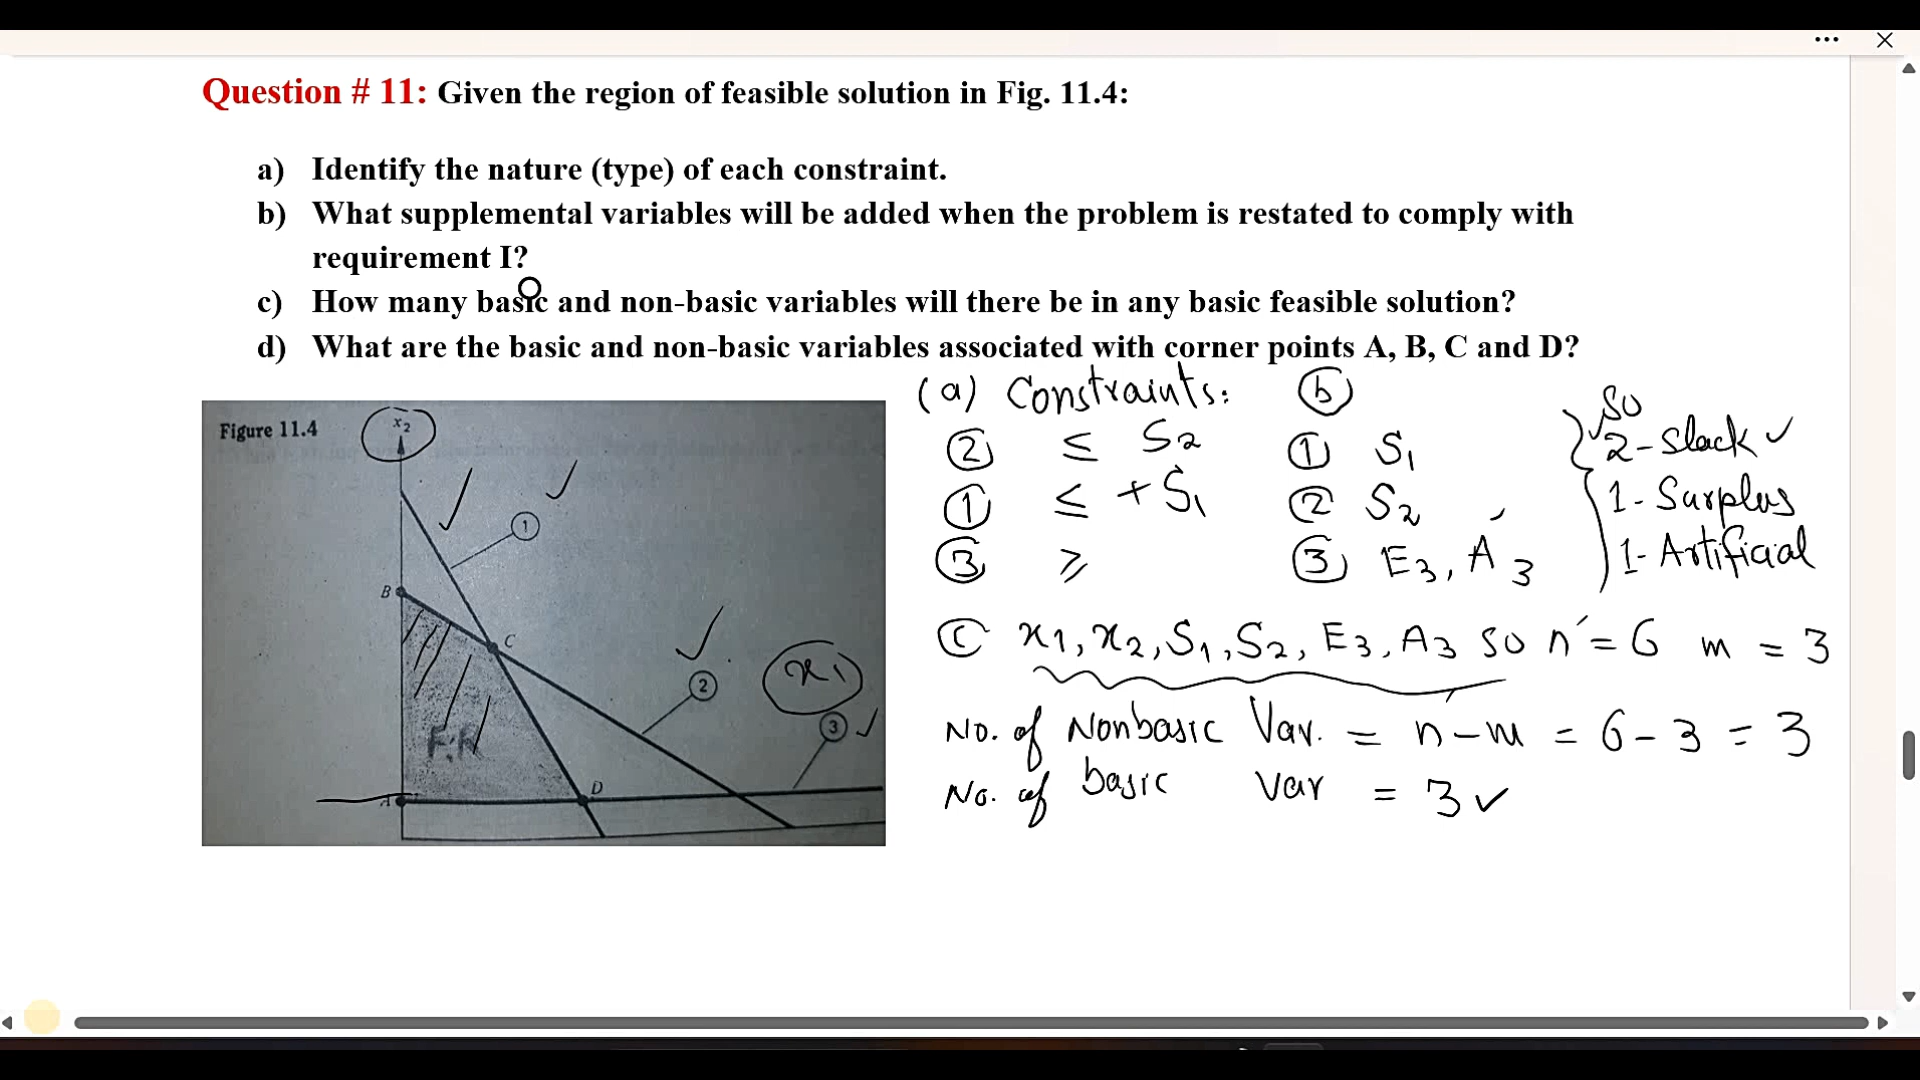 Question # 11: Given the region of feasible solution in Fig. 11.4:
a) Identify the nature (type) of each constraint.
b) What supplemental variables will be added when the problem is restated to comply with
requirement I?
c) How many basic and non-basic variables will there be in any basic feasible solution?
d) What are the basic and non-basic variables associated with corner points A, B, C and D?
Figure 11.4
x₂
1
B
C
2
x1
3
F.R
A
D
(a) Constraints:
② ≤ S₂
① ≤ + S₁
③ ≥
ⓑ
① S₁
② S₂
③ E₃, A₃
So
2-Slack ✓
1-Surplus
1-Artificial
ⓒ x1, x2, S1, S2, E3, A3 so n = 6 m = 3
No. of Nonbasic Var. = n-m = 6-3 = 3
No. of basic Var = 3 ✓